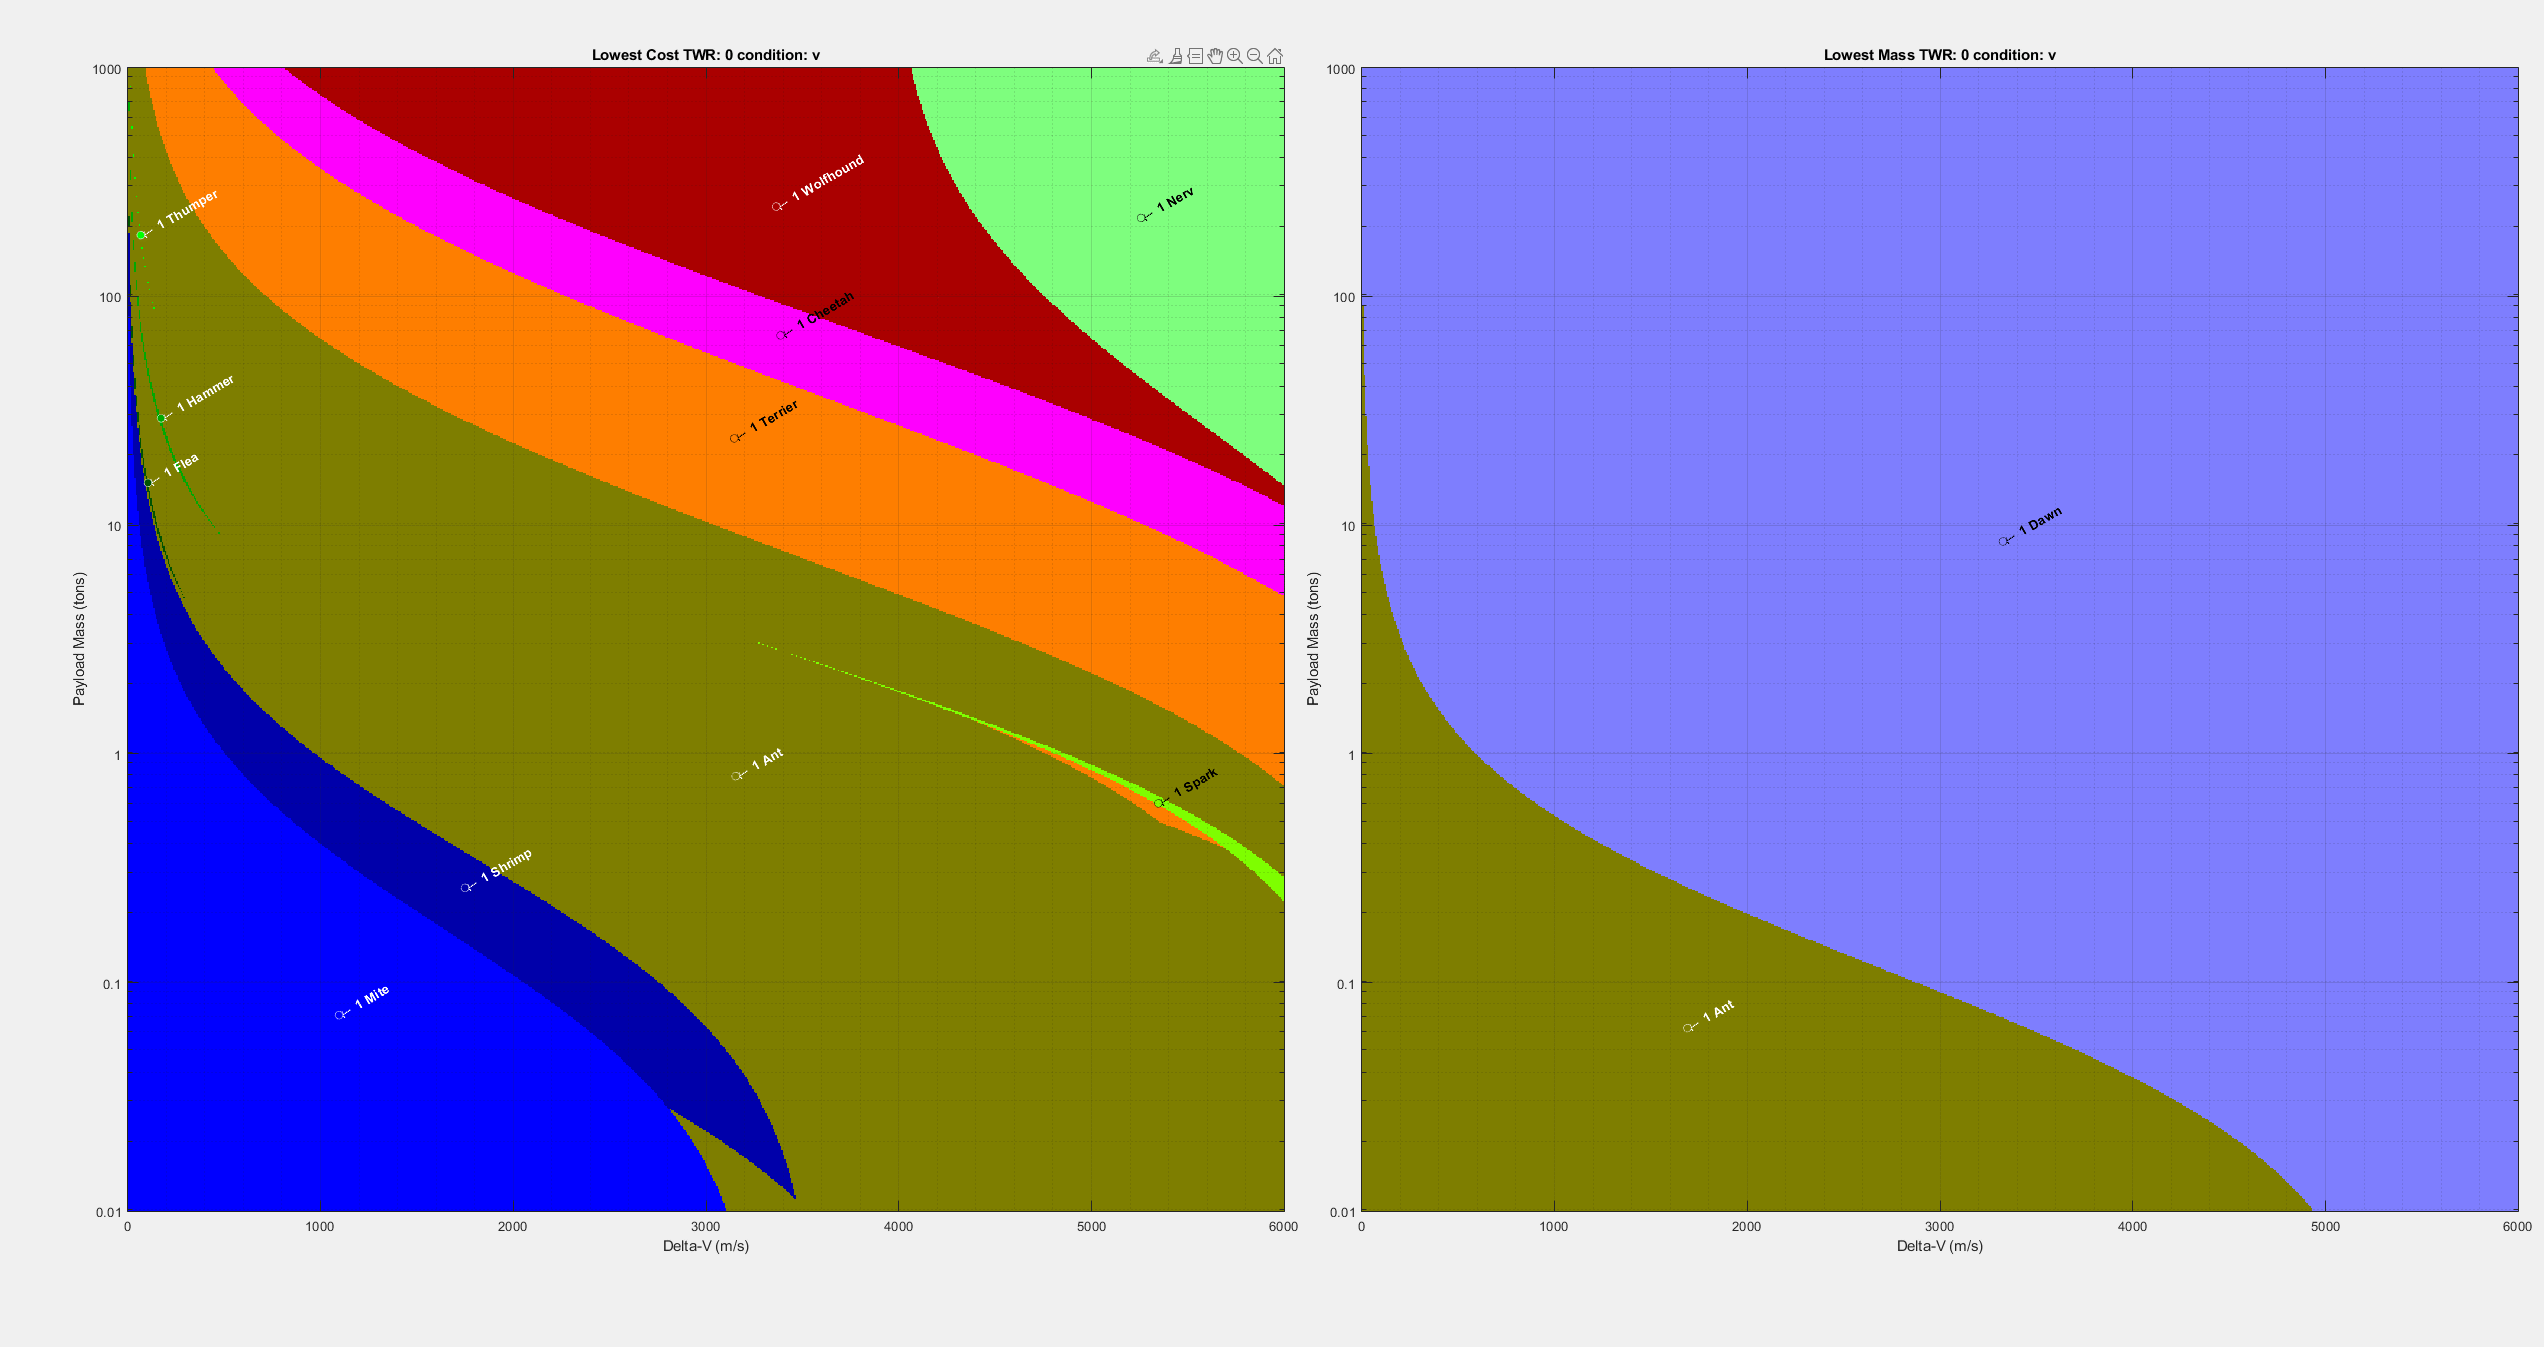 Lowest Cost TWR: 0 condition: v
1000
100
10
1
0.1
0.01
Payload Mass (tons)
1 Thumper
1 Wolfhound
1 Nerv
1 Cheetah
1 Hammer
1 Terrier
1 Flea
1 Ant
1 Spark
1 Shrimp
1 Mite
0
1000
2000
3000
4000
5000
6000
Delta-V (m/s)
Lowest Mass TWR: 0 condition: v
1000
100
10
1
0.1
0.01
Payload Mass (tons)
1 Dawn
1 Ant
0
1000
2000
3000
4000
5000
6000
Delta-V (m/s)